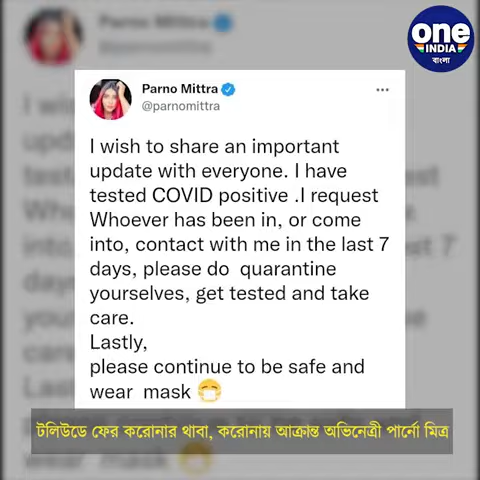 one
INDIA
বাংলা
Parno Mittra
@parnomittra
I wish to share an important
update with everyone. I have
tested COVID positive .I request
Whoever has been in, or come
into, contact with me in the last 7
days, please do quarantine
yourselves, get tested and take
care.
Lastly,
please continue to be safe and
wear mask 😷
টলিউডে ফের করোনার থাবা, করোনায় আক্রান্ত অভিনেত্রী পার্নো মিত্র